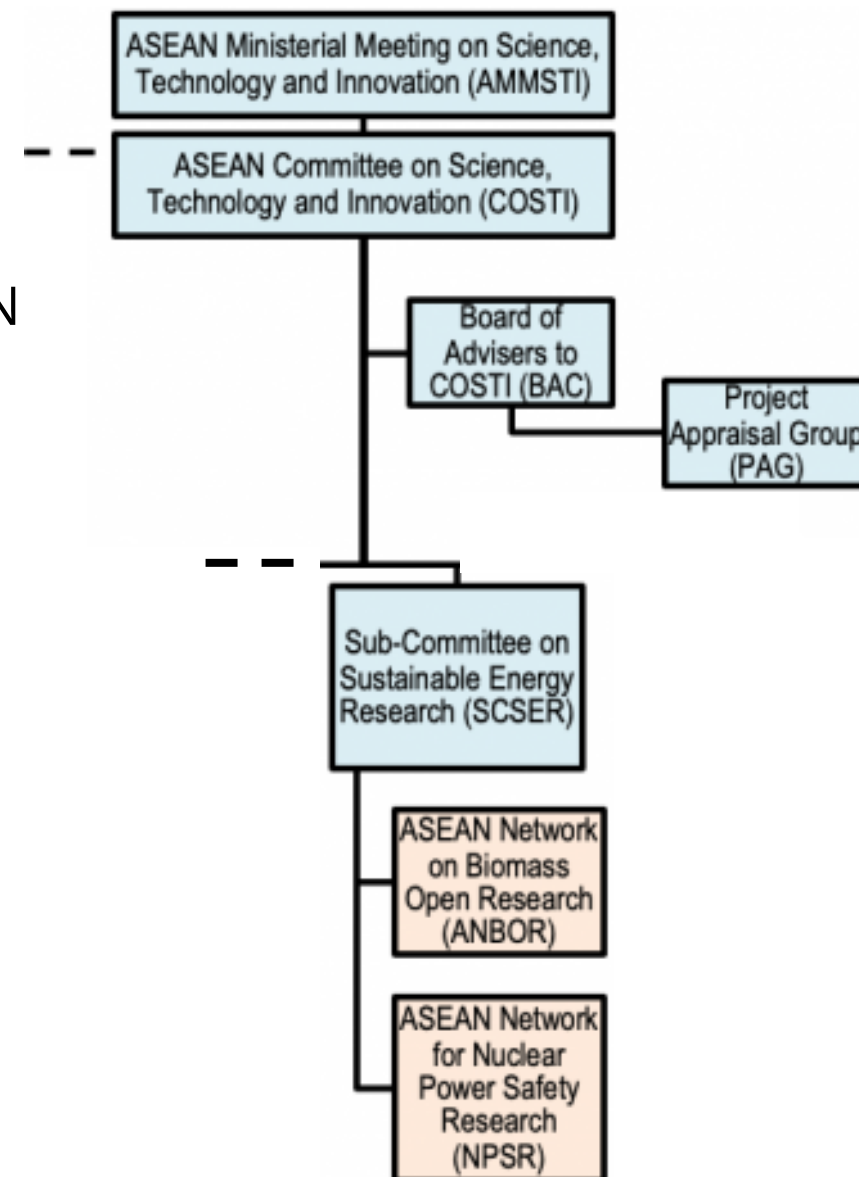 ASEAN Ministerial Meeting on Science,
Technology and Innovation (AMMSTI)
ASEAN Committee on Science,
Technology and Innovation (COSTI)
N
Board of
Advisers to
COSTI (BAC)
Project
Appraisal Group
(PAG)
Sub-Committee on
Sustainable Energy
Research (SCSER)
ASEAN Network
on Biomass
Open Research
(ANBOR)
ASEAN Network
for Nuclear
Power Safety
Research
(NPSR)